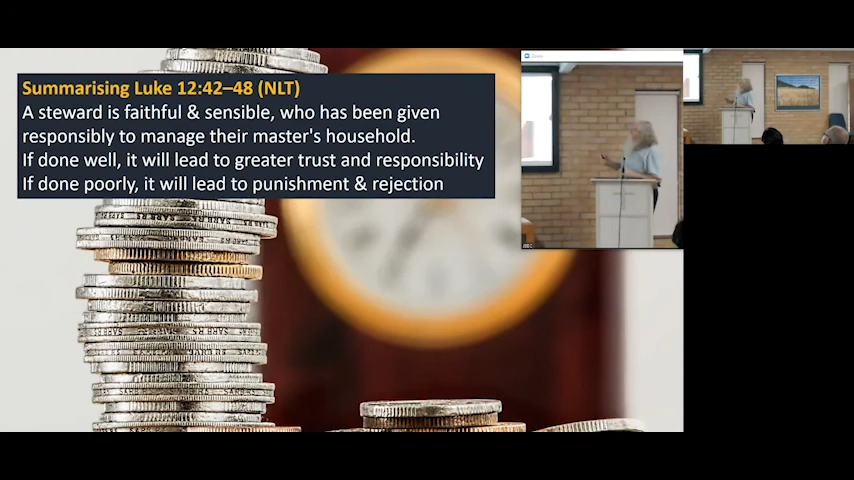 Summarising Luke 12:42–48 (NLT)
A steward is faithful & sensible, who has been given
responsibly to manage their master's household.
If done well, it will lead to greater trust and responsibility
If done poorly, it will lead to punishment & rejection
Zoom